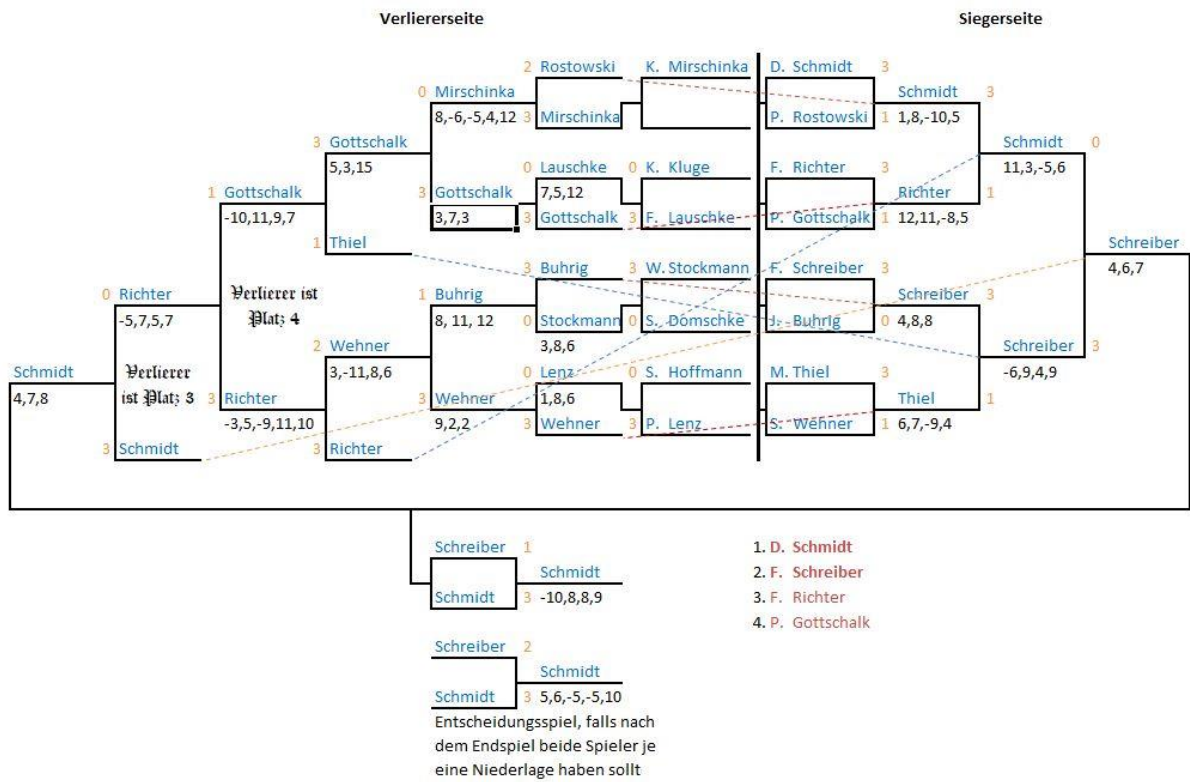 Verliererseite Siegerseite
2 Rostowski K. Mirschinka D. Schmidt 3
0 Mirschinka Schmidt 3
8,-6,-5,4,12 3 Mirschinka P. Rostowski 1 1,8,-10,5
3 Gottschalk Schmidt 0
5,3,15 0 Lauschke 0 K. Kluge F. Richter 3 11,3,-5,6
1 Gottschalk 3 Gottschalk 7,5,12 Richter 1
-10,11,9,7 3,7,3 3 Gottschalk 3 F. Lauschke P. Gottschalk 1 12,11,-8,5
1 Thiel Schreiber
3 Buhrig 3 W. Stockmann F. Schreiber 3 4,6,7
0 Richter Verlierer ist 1 Buhrig Schreiber 3
-5,7,5,7 Platz 4 8, 11, 12 0 Stockmann 0 S. Domschke J. Buhrig 0 4,8,8
2 Wehner 3,8,6 Schreiber 3
Schmidt Verlierer 3,-11,8,6 0 Lenz 0 S. Hoffmann M. Thiel 3 -6,9,4,9
4,7,8 ist Platz 3 3 Richter 3 Wehner 1,8,6 Thiel 1
-3,5,-9,11,10 9,2,2 3 Wehner 3 P. Lenz S. Wehner 1 6,7,-9,4
3 Schmidt 3 Richter
Schreiber 1 1. D. Schmidt
Schmidt 2. F. Schreiber
Schmidt 3 -10,8,8,9 3. F. Richter
4. P. Gottschalk
Schreiber 2
Schmidt
Schmidt 3 5,6,-5,-5,10
Entscheidungsspiel, falls nach
dem Endspiel beide Spieler je
eine Niederlage haben sollt